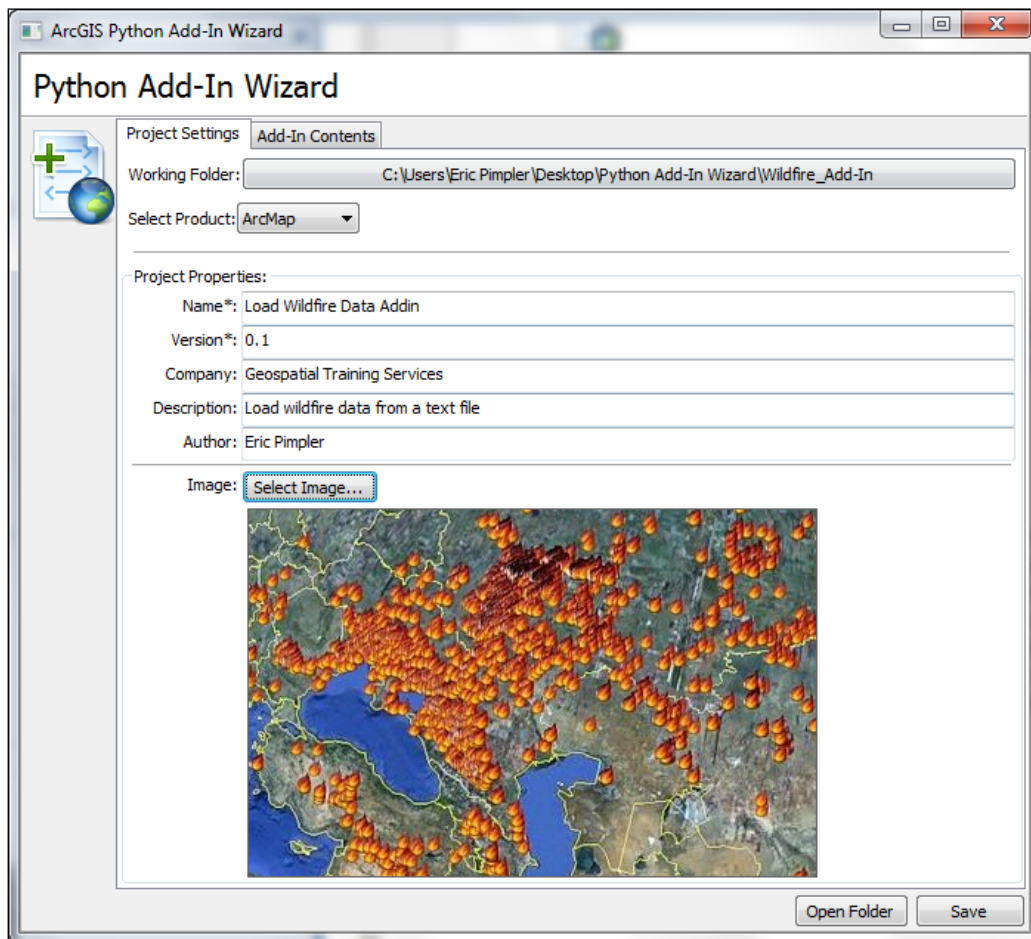 ArcGIS Python Add-In Wizard
Python Add-In Wizard
Project Settings Add-In Contents
Working Folder: C:\Users\Eric Pimpler\Desktop\Python Add-In Wizard\Wildfire_Add-In
Select Product: ArcMap
Project Properties:
Name*: Load Wildfire Data Addin
Version*: 0.1
Company: Geospatial Training Services
Description: Load wildfire data from a text file
Author: Eric Pimpler
Image: Select Image...
Open Folder Save